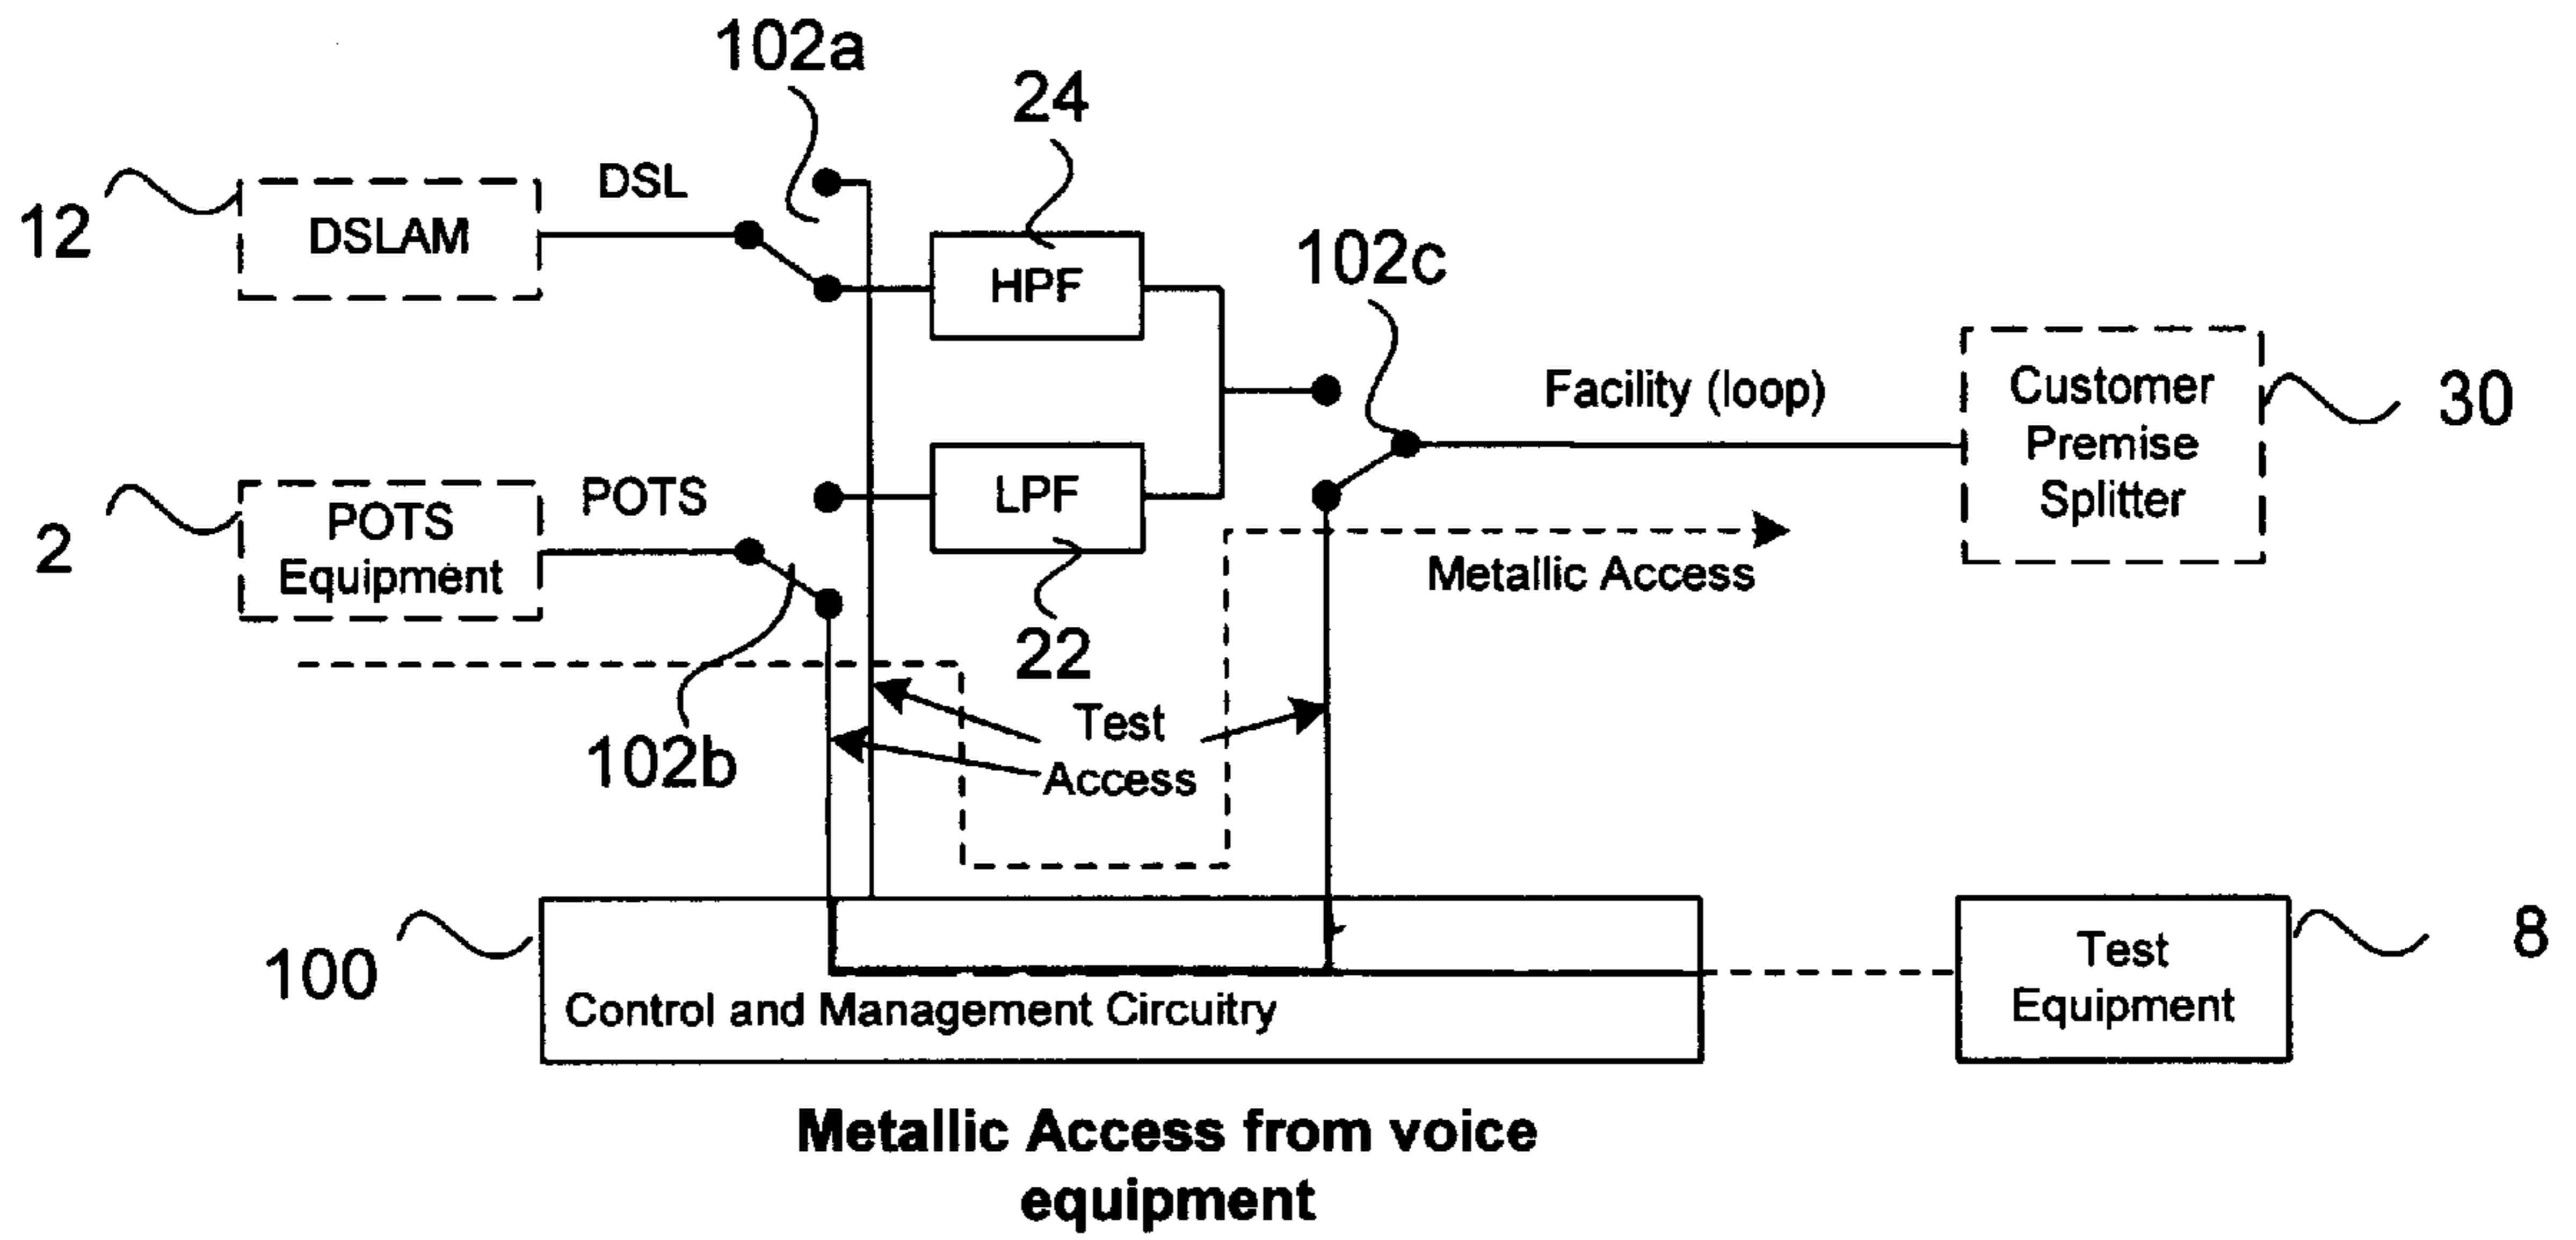 102a
24
DSL
12
DSLAM
HPF
102c
Facility (loop)
Customer
Premise
Splitter
30
POTS
LPF
2
POTS
Equipment
Metallic Access
22
102b
Test
Access
100
Control and Management Circuitry
Test
Equipment
8
Metallic Access from voice
equipment